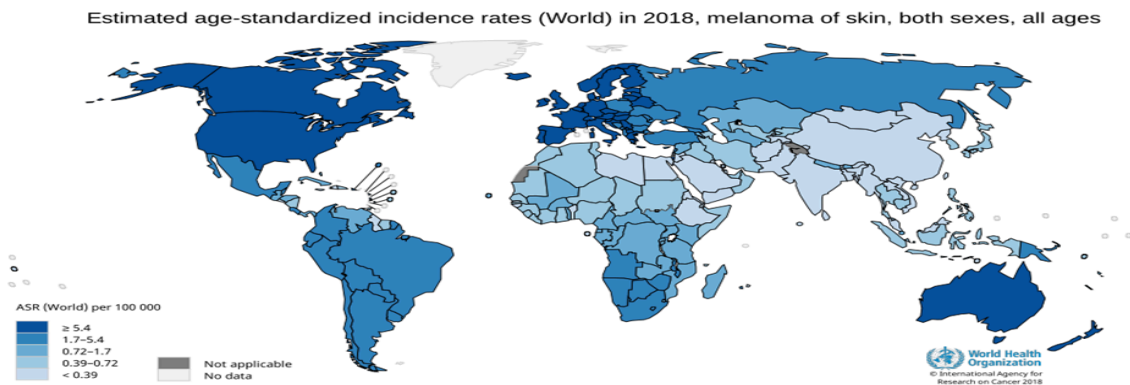 Estimated age-standardized incidence rates (World) in 2018, melanoma of skin, both sexes, all ages
ASR (World) per 100 000
≥ 5.4
1.7–5.4
0.72–1.7
0.39–0.72
< 0.39
Not applicable
No data
World Health
Organization
© International Agency for
Research on Cancer 2018